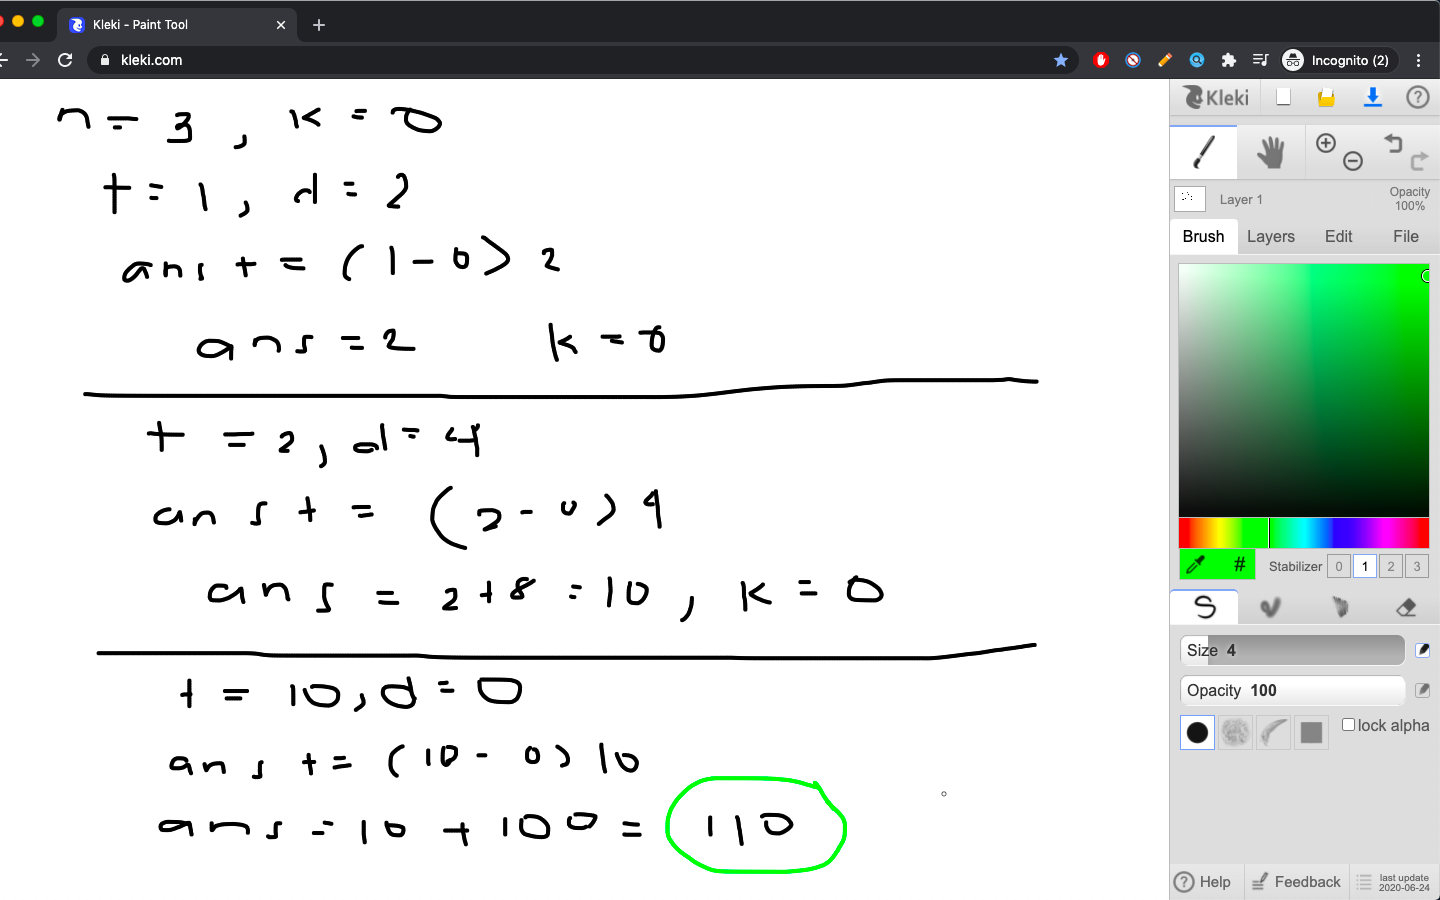 Kleki - Paint Tool
kleki.com
Incognito (2)
n = 3 , k = 0
t = 1 , d = 2
ans += (1 - 0) 2
ans = 2 k = 0
t = 2 , d = 4
ans += (2 - 0) 4
ans = 2 + 8 = 10 , k = 0
t = 10 , d = 0
ans += (10 - 0) 10
ans = 10 + 100 = 110
Kleki
Layer 1
Opacity
100%
Brush Layers Edit File
# Stabilizer 0 1 2 3
Size 4
Opacity 100
lock alpha
Help Feedback last update
2020-06-24